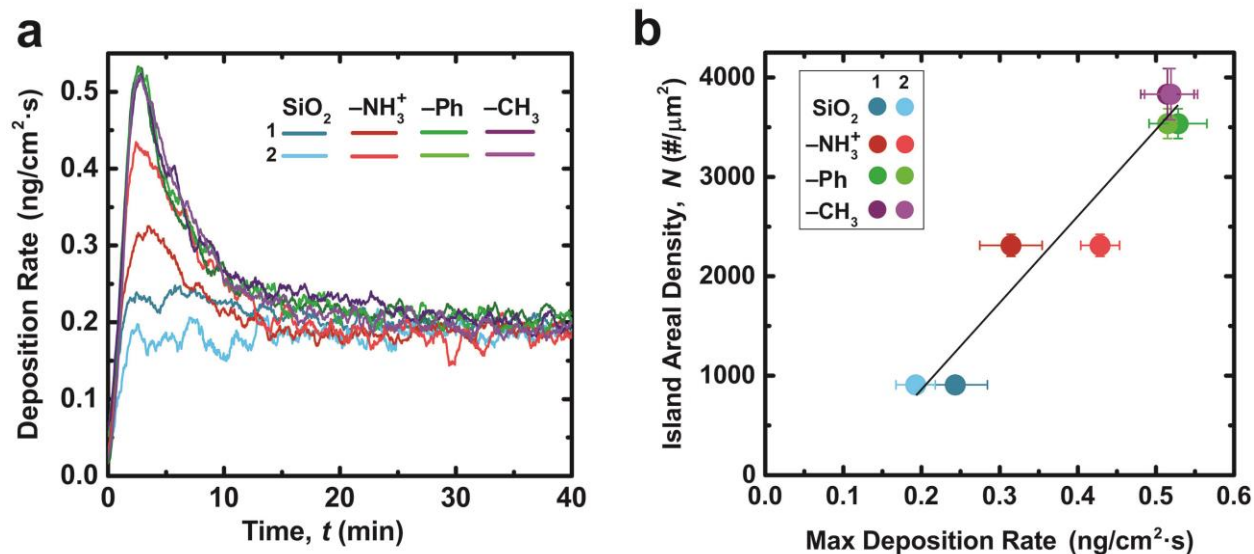 a
Deposition Rate (ng/cm²·s)
0.5
0.4
0.3
0.2
0.1
0.0
SiO₂ –NH₃⁺ –Ph –CH₃
1
2
0 10 20 30 40
Time, t (min)
b
Island Areal Density, N (#/μm²)
4000
3000
2000
1000
0
1 2
SiO₂
–NH₃⁺
–Ph
–CH₃
0.0 0.1 0.2 0.3 0.4 0.5 0.6
Max Deposition Rate (ng/cm²·s)